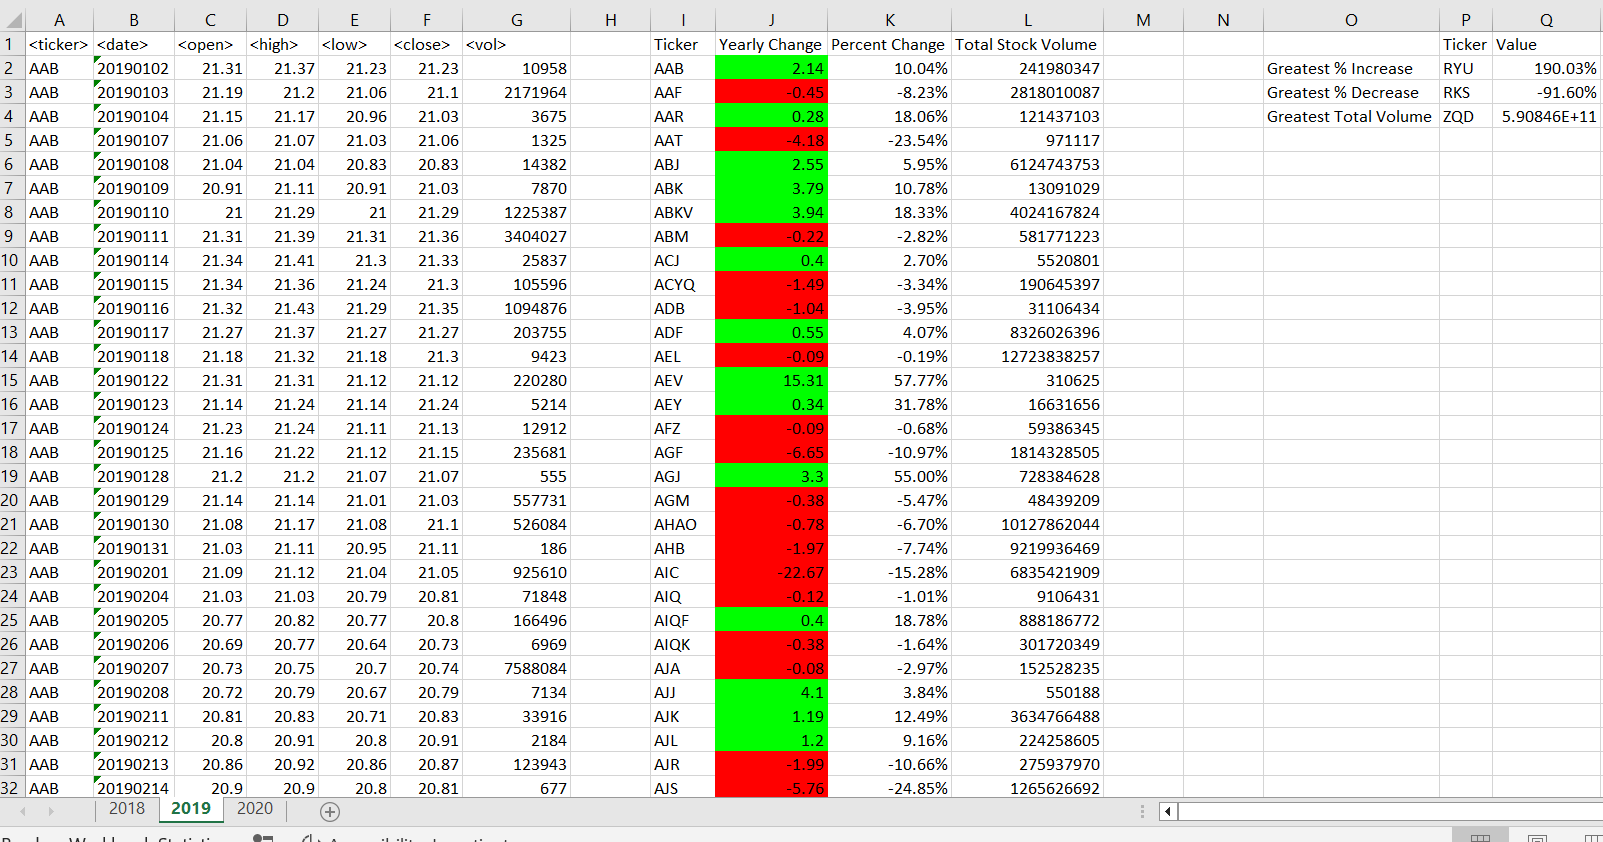 A B C D E F G H I J K L M N O P Q
1 <ticker> <date> <open> <high> <low> <close> <vol> Ticker Yearly Change Percent Change Total Stock Volume Ticker Value
2 AAB 20190102 21.31 21.37 21.23 21.23 10958 AAB 2.14 10.04% 241980347 Greatest % Increase RYU 190.03%
3 AAB 20190103 21.19 21.2 21.06 21.1 2171964 AAF -0.45 -8.23% 2818010087 Greatest % Decrease RKS -91.60%
4 AAB 20190104 21.15 21.17 20.96 21.03 3675 AAR 0.28 18.06% 121437103 Greatest Total Volume ZQD 5.90846E+11
5 AAB 20190107 21.06 21.07 21.03 21.06 1325 AAT -4.18 -23.54% 971117
6 AAB 20190108 21.04 21.04 20.83 20.83 14382 ABJ 2.55 5.95% 6124743753
7 AAB 20190109 20.91 21.11 20.91 21.03 7870 ABK 3.79 10.78% 13091029
8 AAB 20190110 21 21.29 21 21.29 1225387 ABKV 3.94 18.33% 4024167824
9 AAB 20190111 21.31 21.39 21.31 21.36 3404027 ABM -0.22 -2.82% 581771223
10 AAB 20190114 21.34 21.41 21.3 21.33 25837 ACJ 0.4 2.70% 5520801
11 AAB 20190115 21.34 21.36 21.24 21.3 105596 ACYQ -1.49 -3.34% 190645397
12 AAB 20190116 21.32 21.43 21.29 21.35 1094876 ADB -1.04 -3.95% 31106434
13 AAB 20190117 21.27 21.37 21.27 21.27 203755 ADF 0.55 4.07% 8326026396
14 AAB 20190118 21.18 21.32 21.18 21.3 9423 AEL -0.09 -0.19% 12723838257
15 AAB 20190122 21.31 21.31 21.12 21.12 220280 AEV 15.31 57.77% 310625
16 AAB 20190123 21.14 21.24 21.14 21.24 5214 AEY 0.34 31.78% 16631656
17 AAB 20190124 21.23 21.24 21.11 21.13 12912 AFZ -0.09 -0.68% 59386345
18 AAB 20190125 21.16 21.22 21.12 21.15 235681 AGF -6.65 -10.97% 1814328505
19 AAB 20190128 21.2 21.2 21.07 21.07 555 AGJ 3.3 55.00% 728384628
20 AAB 20190129 21.14 21.14 21.01 21.03 557731 AGM -0.38 -5.47% 48439209
21 AAB 20190130 21.08 21.17 21.08 21.1 526084 AHAO -0.78 -6.70% 10127862044
22 AAB 20190131 21.03 21.11 20.95 21.11 186 AHB -1.97 -7.74% 9219936469
23 AAB 20190201 21.09 21.12 21.04 21.05 925610 AIC -22.67 -15.28% 6835421909
24 AAB 20190204 21.03 21.03 20.79 20.81 71848 AIQ -0.12 -1.01% 9106431
25 AAB 20190205 20.77 20.82 20.77 20.8 166496 AIQF 0.4 18.78% 888186772
26 AAB 20190206 20.69 20.77 20.64 20.73 6969 AIQK -0.38 -1.64% 301720349
27 AAB 20190207 20.73 20.75 20.7 20.74 7588084 AJA -0.08 -2.97% 152528235
28 AAB 20190208 20.72 20.79 20.67 20.79 7134 AJJ 4.1 3.84% 550188
29 AAB 20190211 20.81 20.83 20.71 20.83 33916 AJK 1.19 12.49% 3634766488
30 AAB 20190212 20.8 20.91 20.8 20.91 2184 AJL 1.2 9.16% 224258605
31 AAB 20190213 20.86 20.92 20.86 20.87 123943 AJR -1.99 -10.66% 275937970
32 AAB 20190214 20.9 20.9 20.8 20.81 677 AJS -5.76 -24.85% 1265626692
2018 2019 2020